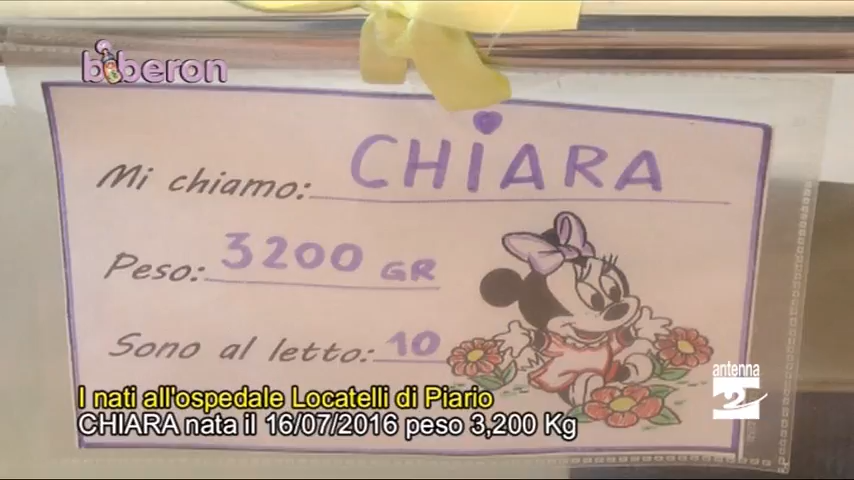 biberon
CHIARA
Mi chiamo:
Peso: 3200 GR
Sono al letto: 10
I nati all'ospedale Locatelli di Piario
CHIARA nata il 16/07/2016 peso 3,200 Kg
antenna
2